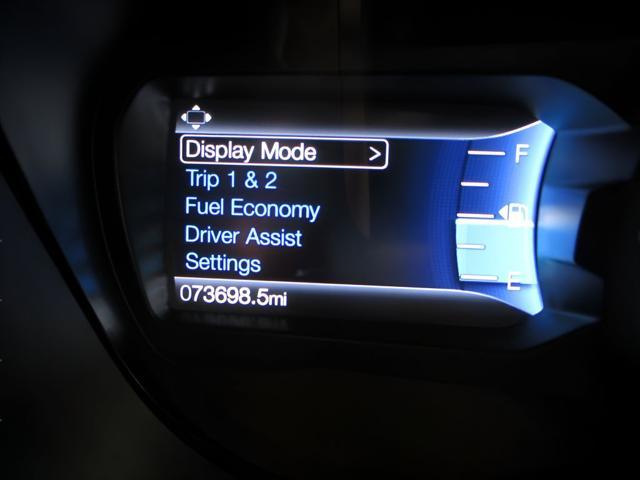 Display Mode >
Trip 1 & 2
Fuel Economy
Driver Assist
Settings
073698.5mi
F
E